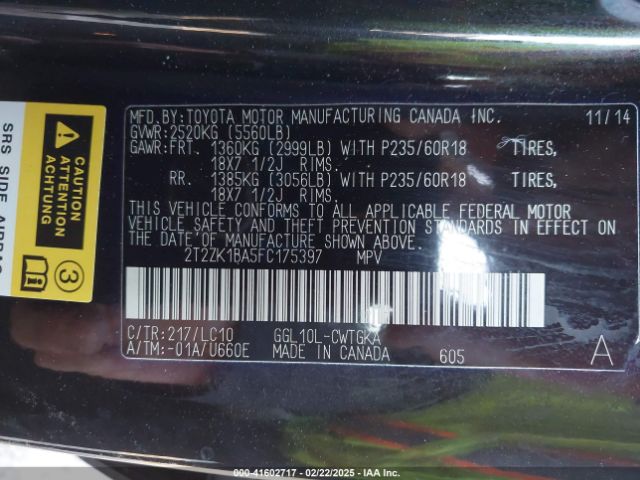 MFD.BY:TOYOTA MOTOR MANUFACTURING CANADA INC. 11/14
GVWR:2520KG (5560LB)
GAWR:FRT. 1360KG (2999LB) WITH P235/60R18 TIRES,
18X7 1/2J RIMS.
RR. 1385KG (3056LB) WITH P235/60R18 TIRES,
18X7 1/2J RIMS.
THIS VEHICLE CONFORMS TO ALL APPLICABLE FEDERAL MOTOR
VEHICLE SAFETY AND THEFT PREVENTION STANDARDS IN EFFECT ON
THE DATE OF MANUFACTURE SHOWN ABOVE.
2T2ZK1BA5FC175397 MPV
C/TR:217/LC10 GGL10L-CWTGKA
A/TM:-01A/U660E MADE IN CANADA 605 A
CAUTION
ACHTUNG
ATTENTION
3
SRS SIDE AIRBAG
000-41602717 - 02/22/2025 - IAA Inc.